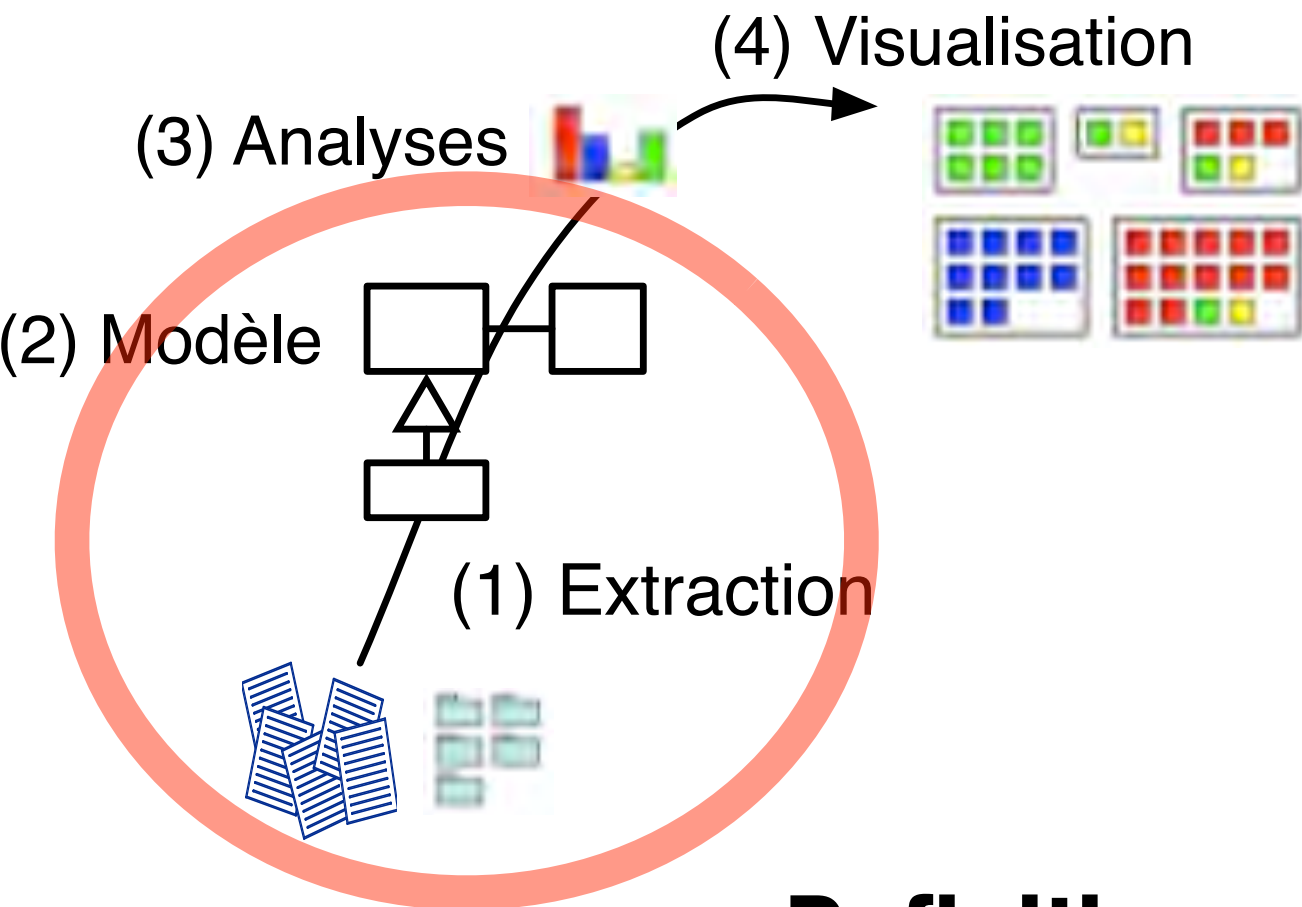 (4) Visualisation
(3) Analyses
(2) Modèle
(1) Extraction